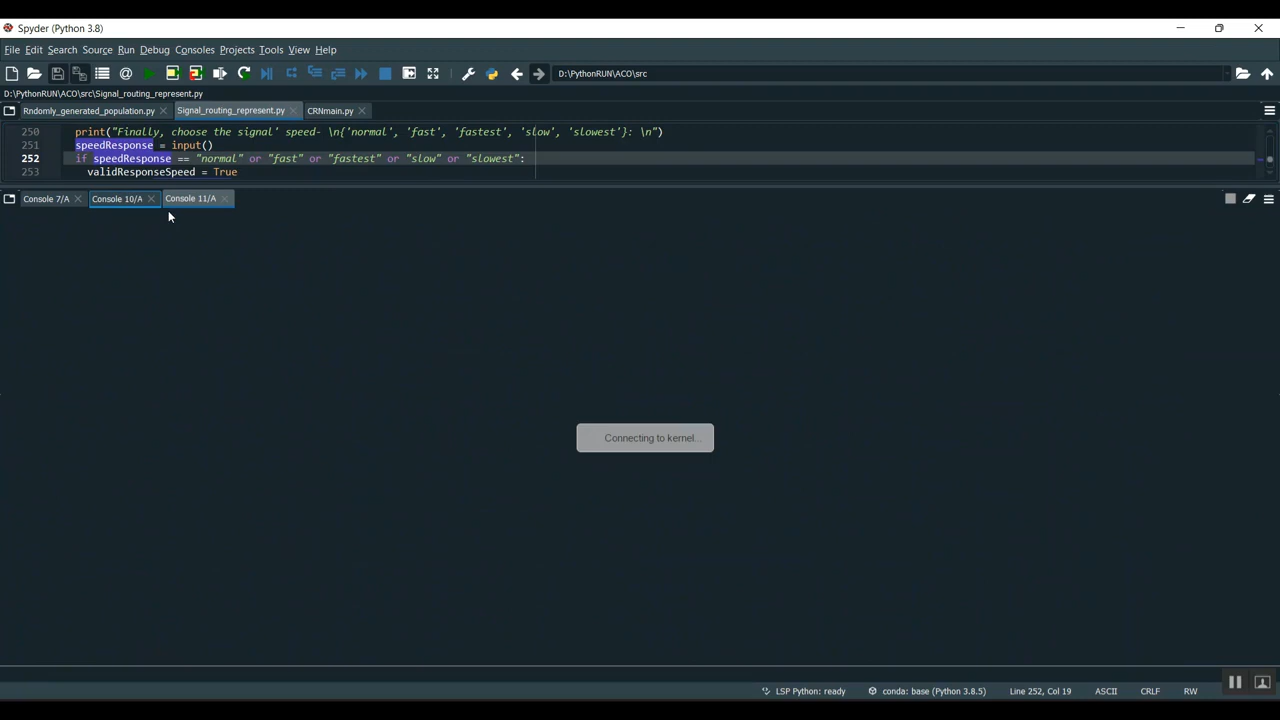 Spyder (Python 3.8)
File Edit Search Source Run Debug Consoles Projects Tools View Help
D:\PythonRUN\ACO\src
D:\PythonRUN\ACO\src\Signal_routing_represent.py
Rndomly_generated_population.py Signal_routing_represent.py CRNmain.py
250 print("Finally, choose the signal' speed- \n{'normal', 'fast', 'fastest', 'slow', 'slowest'}: \n")
251 speedResponse = input()
252 if speedResponse == "normal" or "fast" or "fastest" or "slow" or "slowest":
253 validResponseSpeed = True
Console 7/A Console 10/A Console 11/A
Connecting to kernel...
LSP Python: ready conda: base (Python 3.8.5) Line 252, Col 19 ASCII CRLF RW